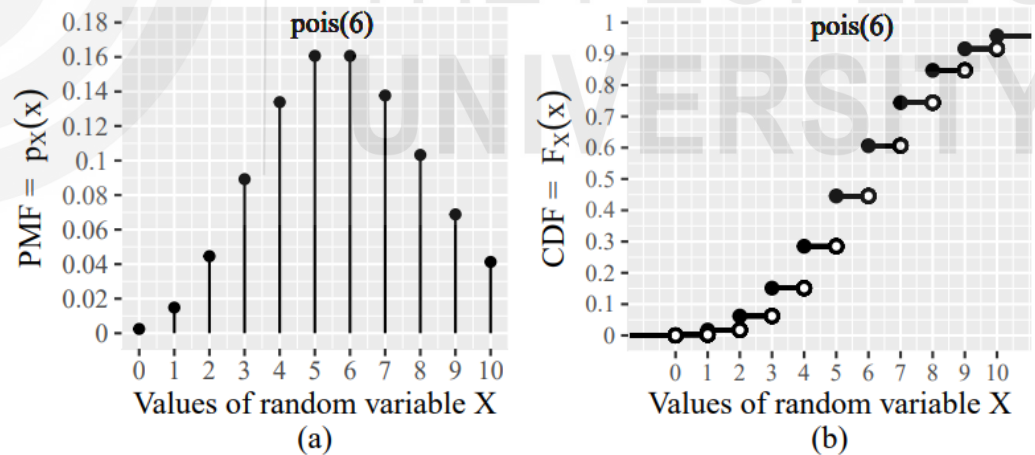 pois(6)
PMF = pX(x)
0.18
0.16
0.14
0.12
0.1
0.08
0.06
0.04
0.02
0
0 1 2 3 4 5 6 7 8 9 10
Values of random variable X
(a)
pois(6)
CDF = FX(x)
1
0.9
0.8
0.7
0.6
0.5
0.4
0.3
0.2
0.1
0
0 1 2 3 4 5 6 7 8 9 10
Values of random variable X
(b)
UNIVERSITY